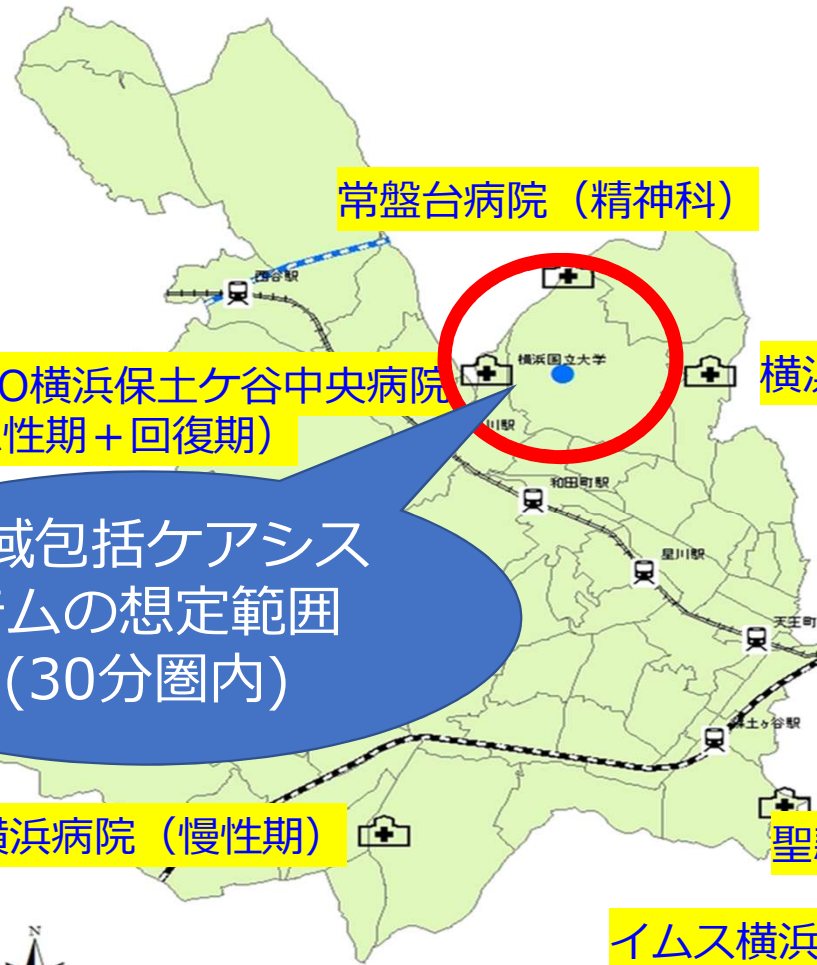 常盤台病院（精神科）
西谷駅
横浜国立大学
O横浜保土ケ谷中央病院
性期＋回復期）
横浜
川駅
和田町駅
域包括ケアシス
テムの想定範囲
(30分圏内)
星川駅
天王町
土ヶ谷駅
横浜病院（慢性期）
聖
イムス横浜
N